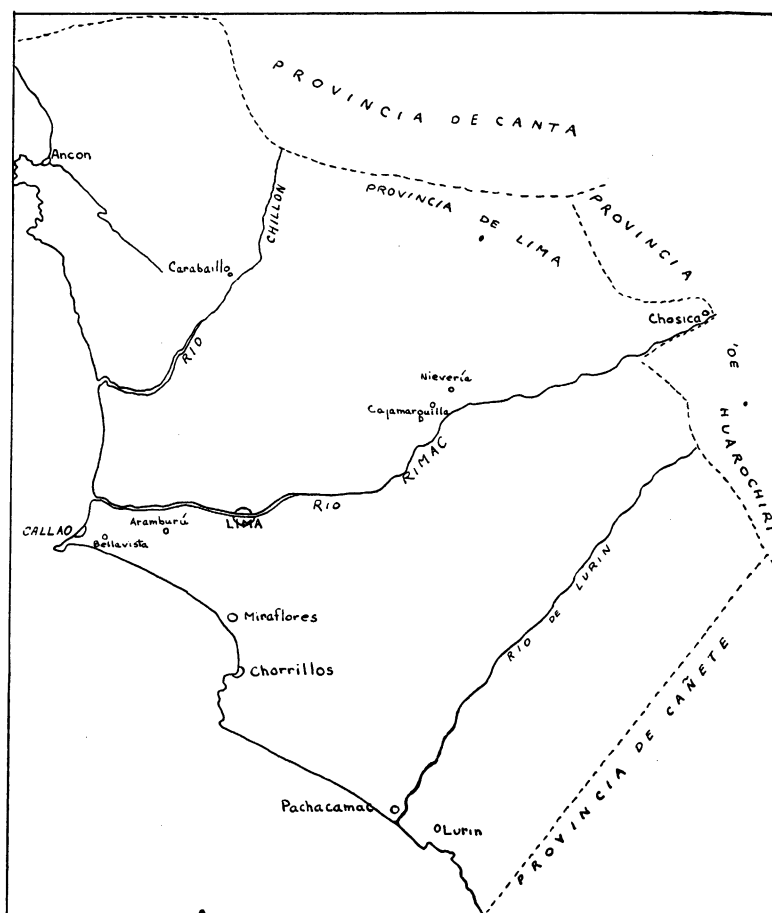 PROVINCIA DE CANTA
Ancon
PROVINCIA DE LIMA
PROVINCIA DE HUAROCHIRI
RIO CHILLON
Carabaillo
Chosica
Nievería
Cajamarquilla
RIO RIMAC
Aramburú
LIMA
CALLAO
Bellavista
Miraflores
Chorrillos
RIO DE LURIN
PROVINCIA DE CAÑETE
Pachacamac
Lurin